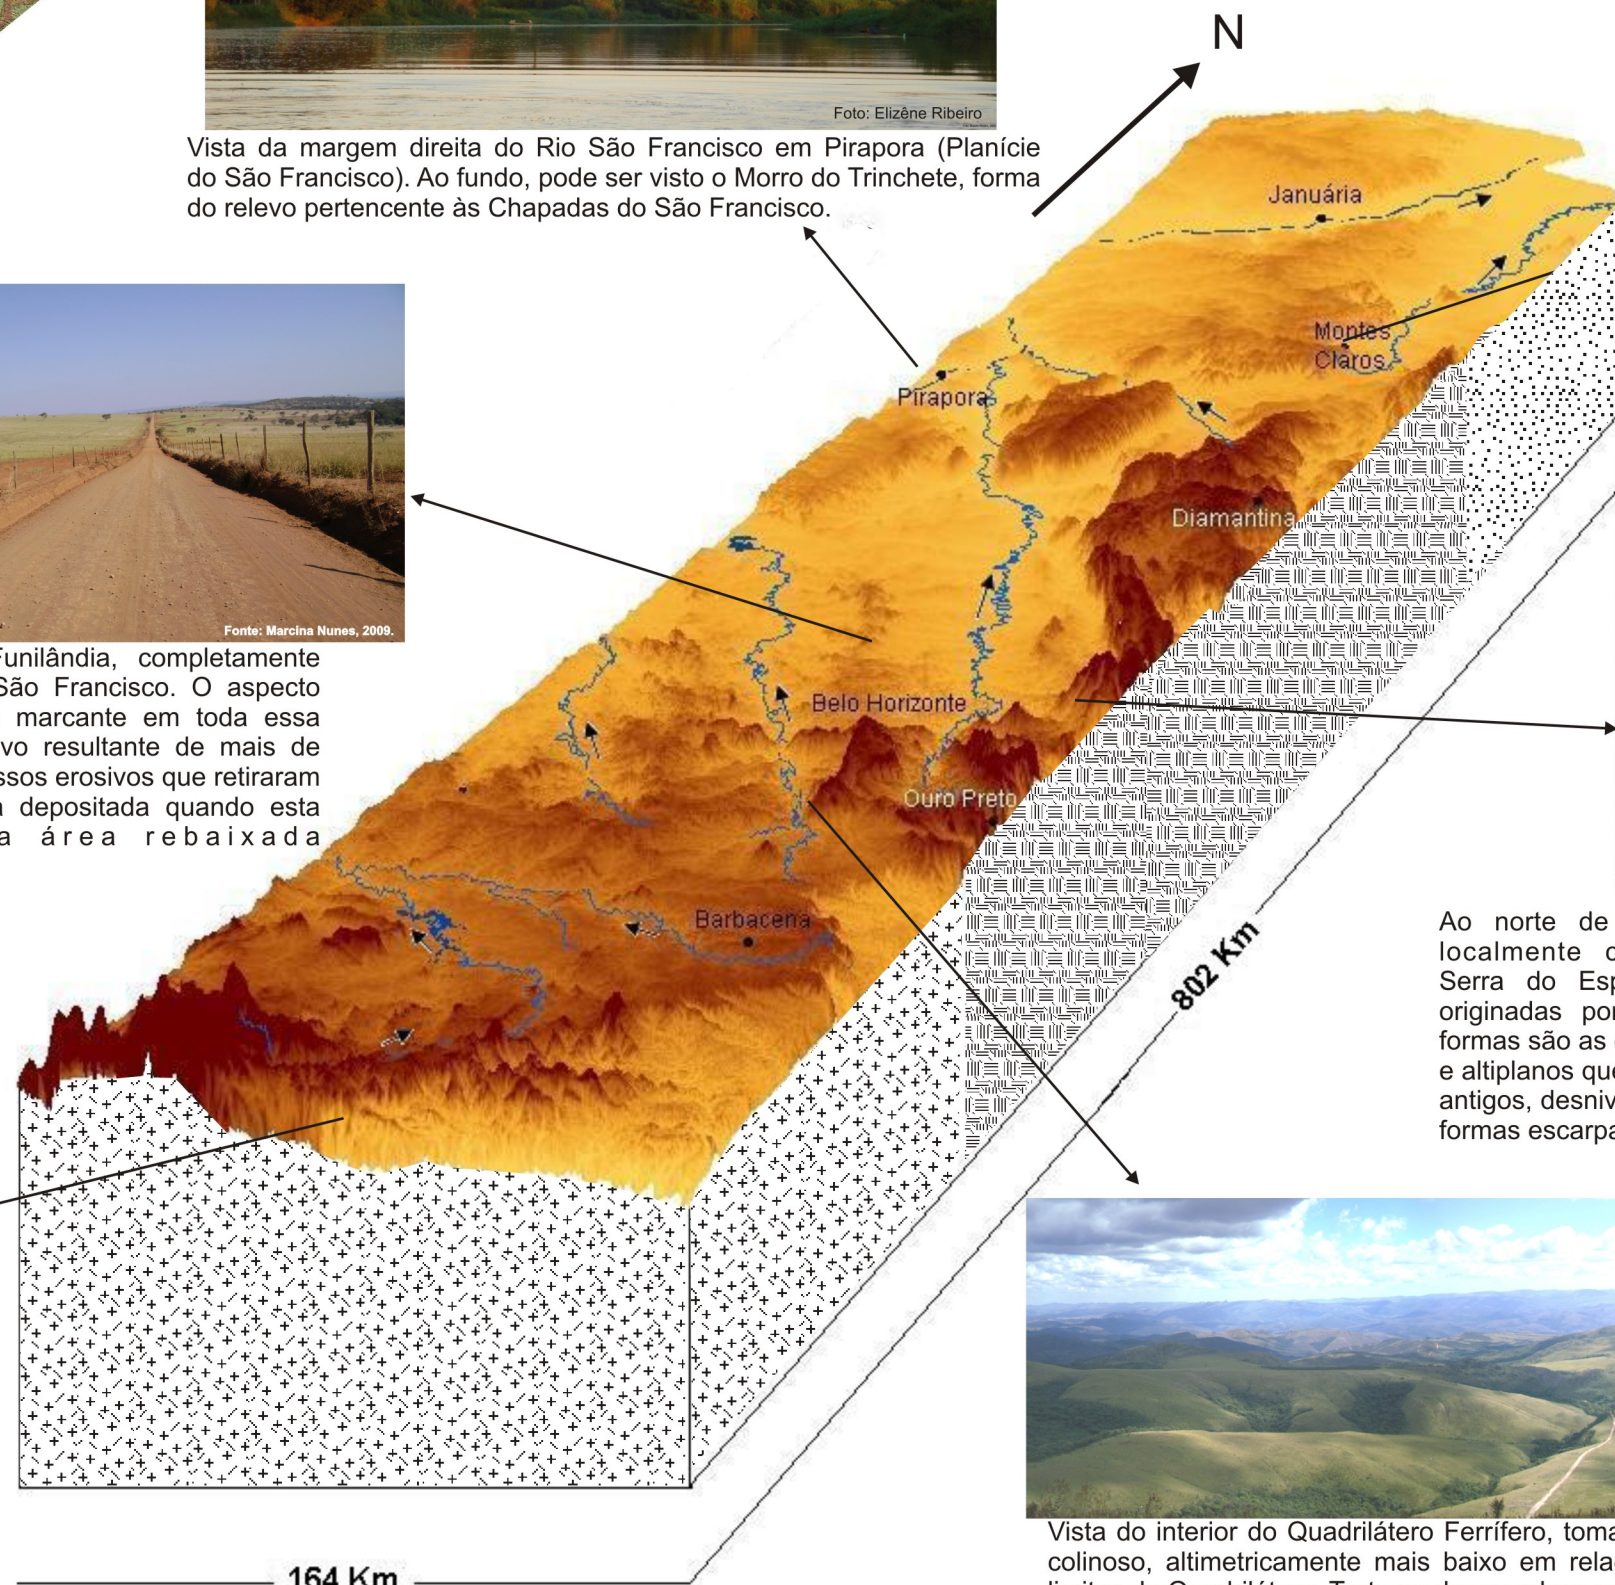 Foto: Elizêne Ribeiro
Vista da margem direita do Rio São Francisco em Pirapora (Planície
do São Francisco). Ao fundo, pode ser visto o Morro do Trinchete, forma
do relevo pertencente às Chapadas do São Francisco.
N
Januária
Montes
Claros
Pirapora
Diamantina
Fonte: Marcina Nunes, 2009.
Funilândia, completamente
São Francisco. O aspecto
marcante em toda essa
vo resultante de mais de
ssos erosivos que retiraram
a depositada quando esta
a área rebaixada
Belo Horizonte
Ouro Preto
Barbacena
802 Km
Ao norte de
localmente c
Serra do Esp
originadas por
formas são as
e altiplanos que
antigos, desniv
formas escarpa
164 Km
Vista do interior do Quadrilátero Ferrífero, toma
colinoso, altimetricamente mais baixo em rela